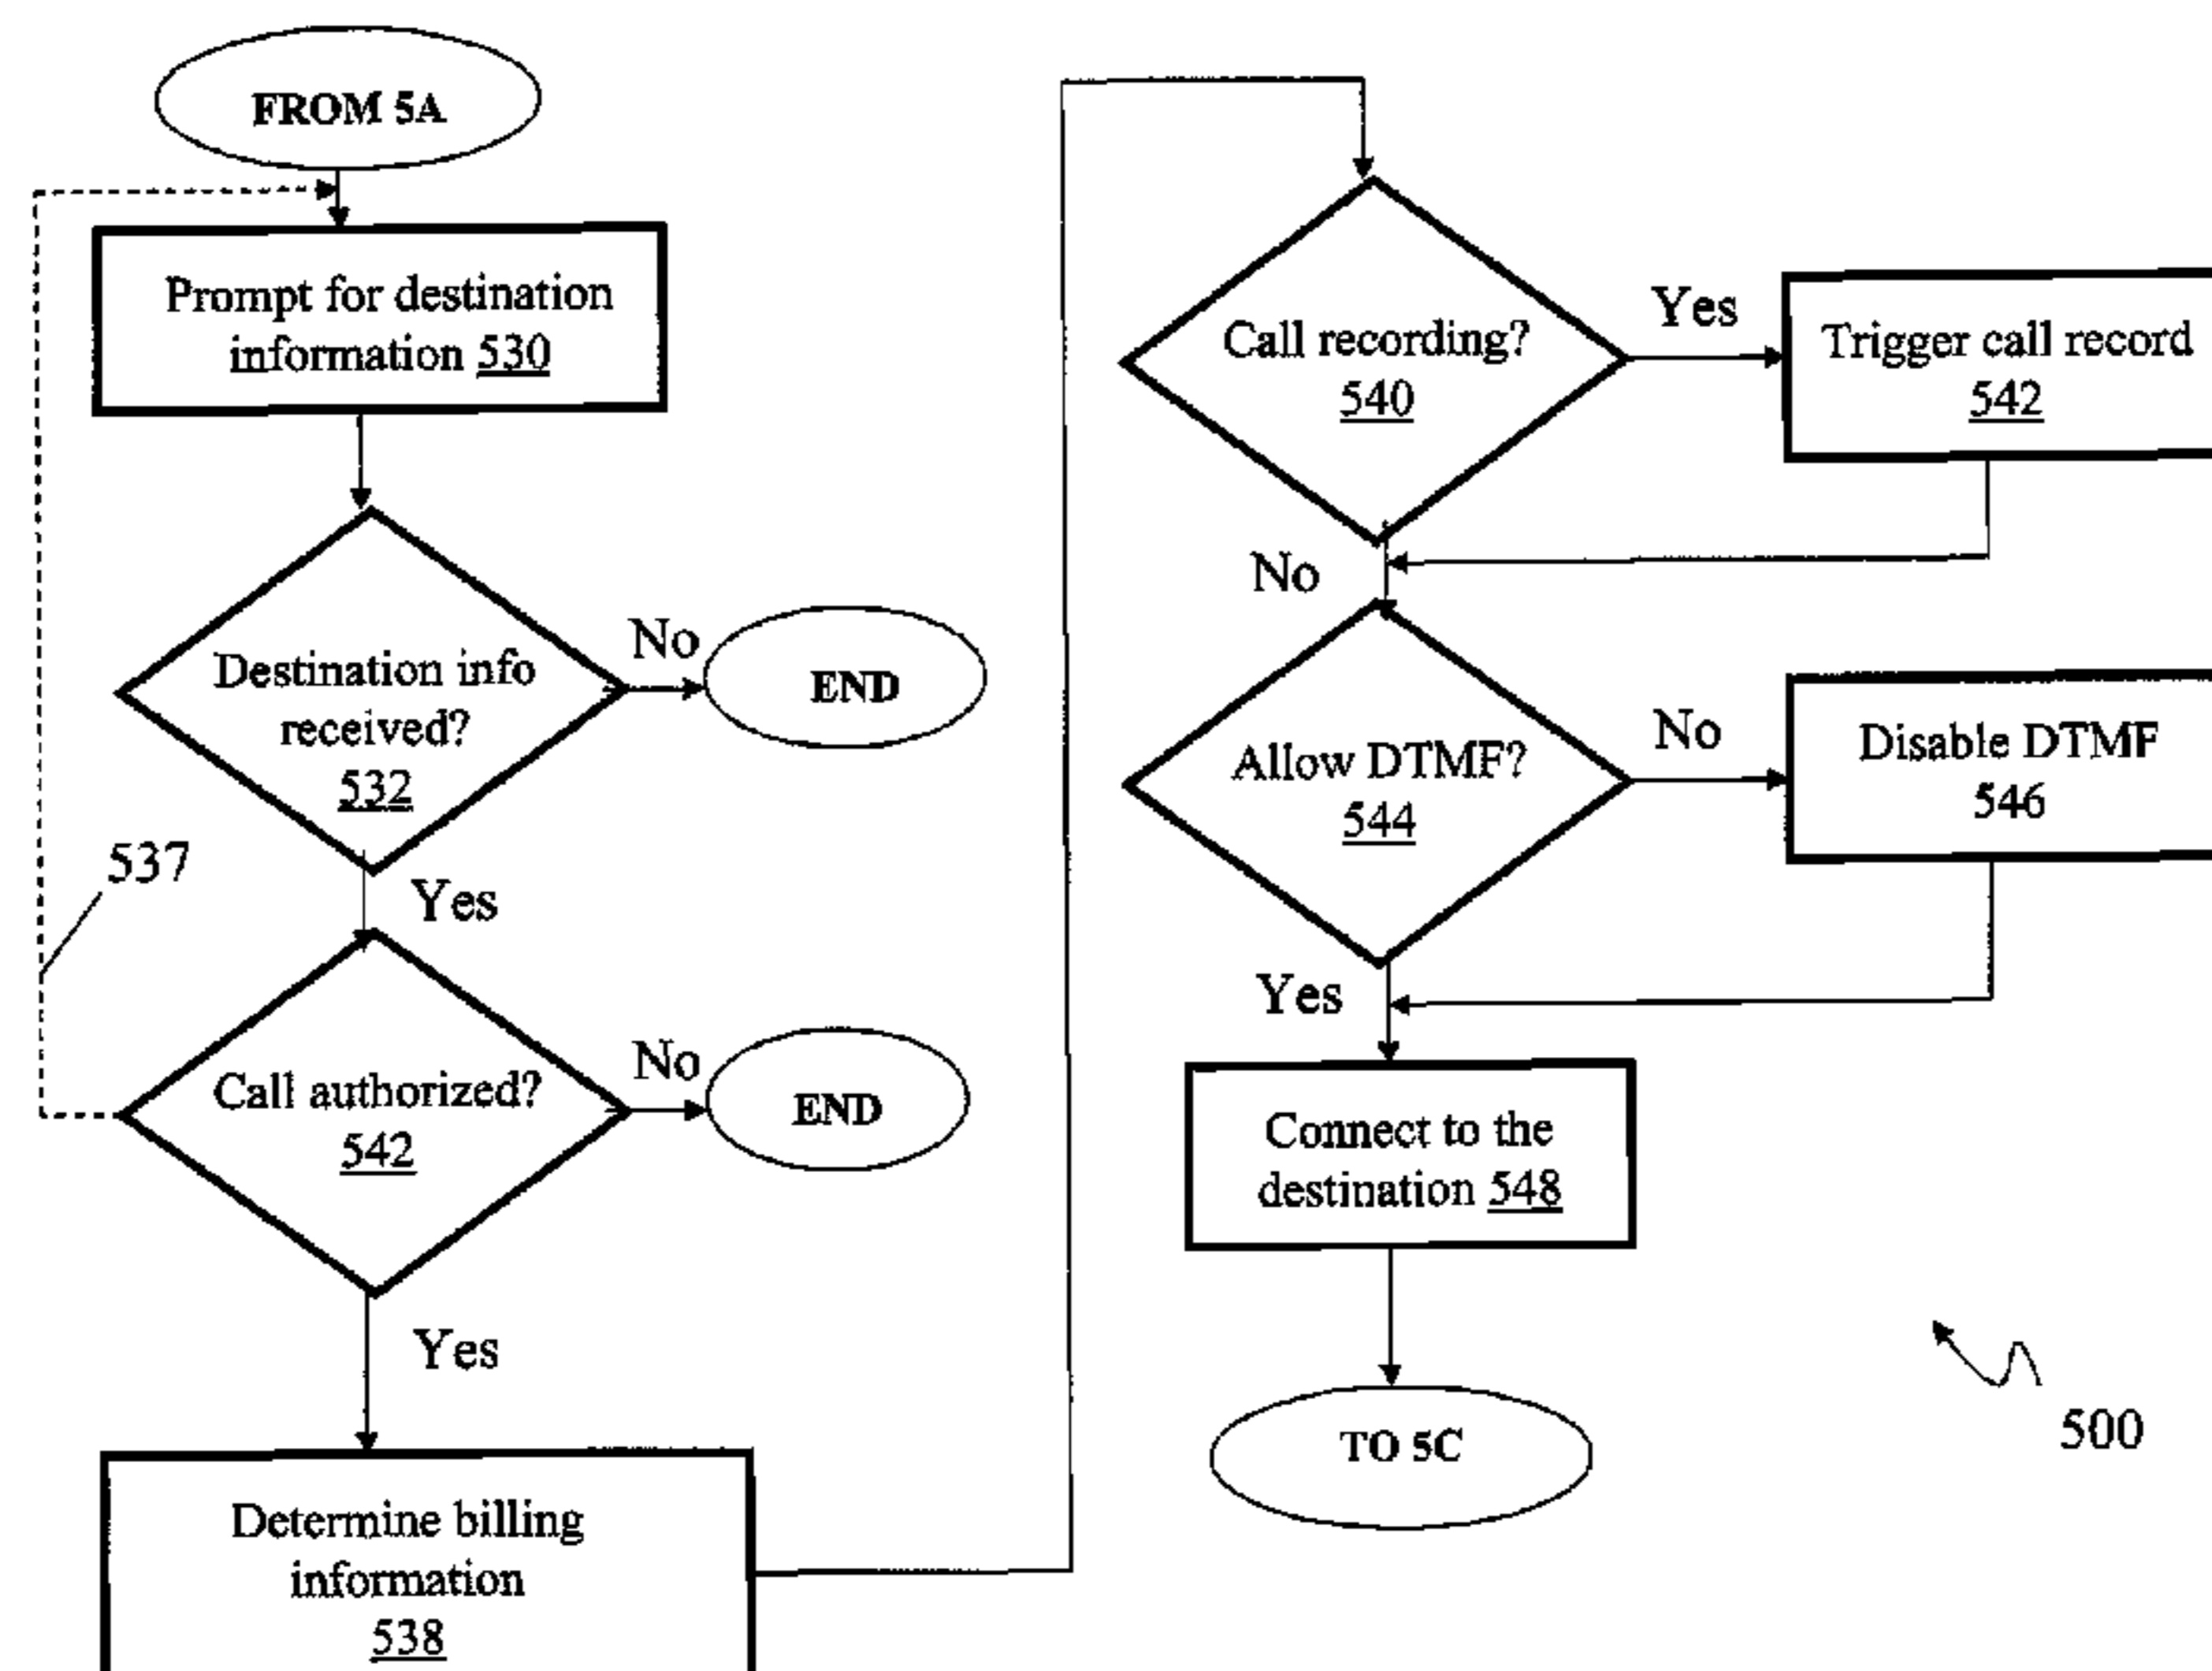 FROM 5A
Prompt for destination
information 530
Destination info
received?
532
No
END
537
Yes
Call authorized?
542
No
END
Yes
Determine billing
information
538
Call recording?
540
Yes
Trigger call record
542
No
Allow DTMF?
544
No
Disable DTMF
546
Yes
Connect to the
destination 548
TO 5C
500